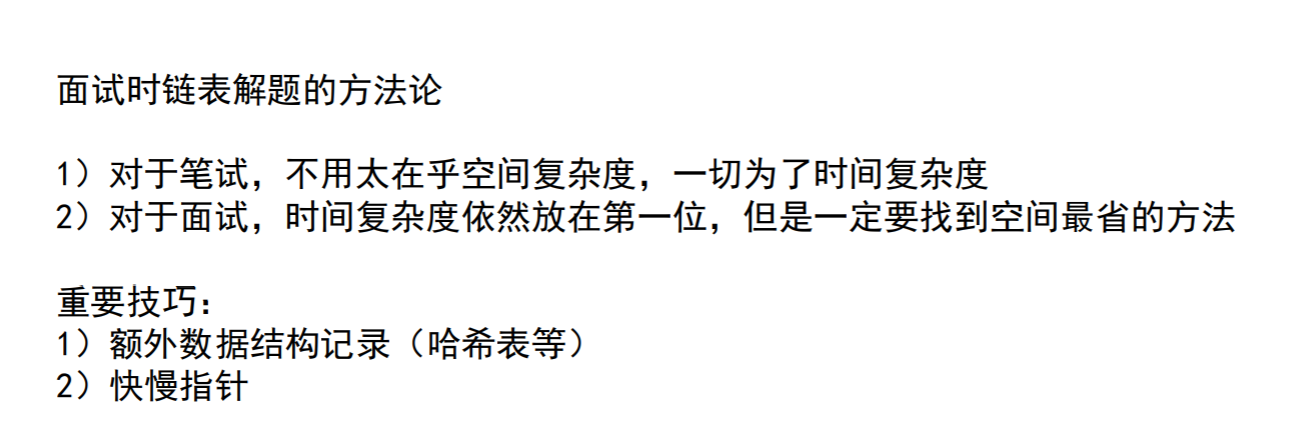 面试时链表解题的方法论
1）对于笔试，不用太在乎空间复杂度，一切为了时间复杂度
2）对于面试，时间复杂度依然放在第一位，但是一定要找到空间最省的方法
重要技巧：
1）额外数据结构记录（哈希表等）
2）快慢指针